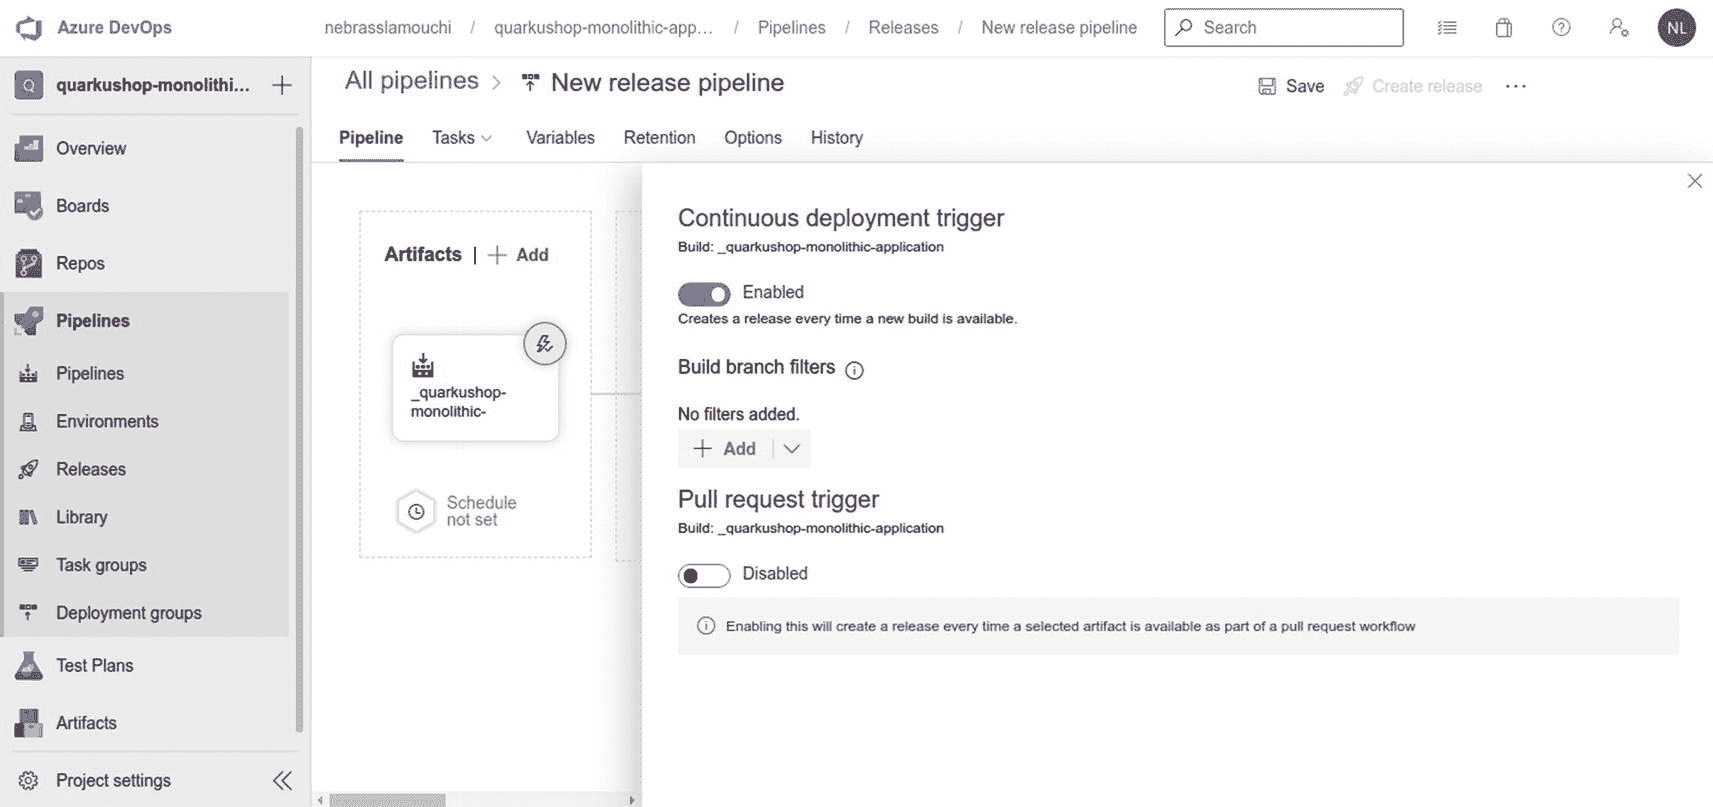 Azure DevOps
nebrasslamouchi / quarkushop-monolithic-app... / Pipelines / Releases / New release pipeline
Search
NL
Q quarkushop-monolithi...
Overview
Boards
Repos
Pipelines
Pipelines
Environments
Releases
Library
Task groups
Deployment groups
Test Plans
Artifacts
Project settings
All pipelines > New release pipeline
Save
Create release
...
Pipeline
Tasks
Variables
Retention
Options
History
Artifacts | + Add
_quarkushop-
monolithic-
Schedule
not set
Continuous deployment trigger
Build: _quarkushop-monolithic-application
Enabled
Creates a release every time a new build is available.
Build branch filters
No filters added.
+ Add
Pull request trigger
Build: _quarkushop-monolithic-application
Disabled
Enabling this will create a release every time a selected artifact is available as part of a pull request workflow